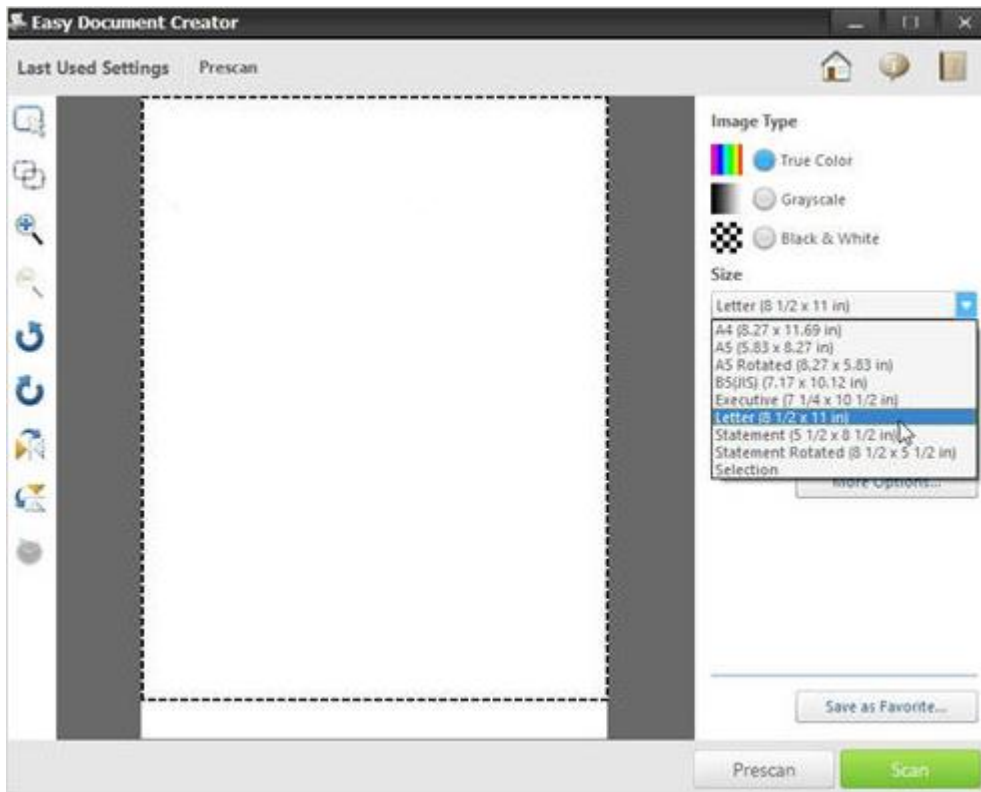 Easy Document Creator
Last Used Settings Prescan
Image Type
True Color
Grayscale
Black & White
Size
Letter (8 1/2 x 11 in)
A4 (8.27 x 11.69 in)
A5 (5.83 x 8.27 in)
A5 Rotated (8.27 x 5.83 in)
B5(JIS) (7.17 x 10.12 in)
Executive (7 1/4 x 10 1/2 in)
Letter (8 1/2 x 11 in)
Statement (5 1/2 x 8 1/2 in)
Statement Rotated (8 1/2 x 5 1/2 in)
Selection
More Options...
Save as Favorite...
Prescan Scan